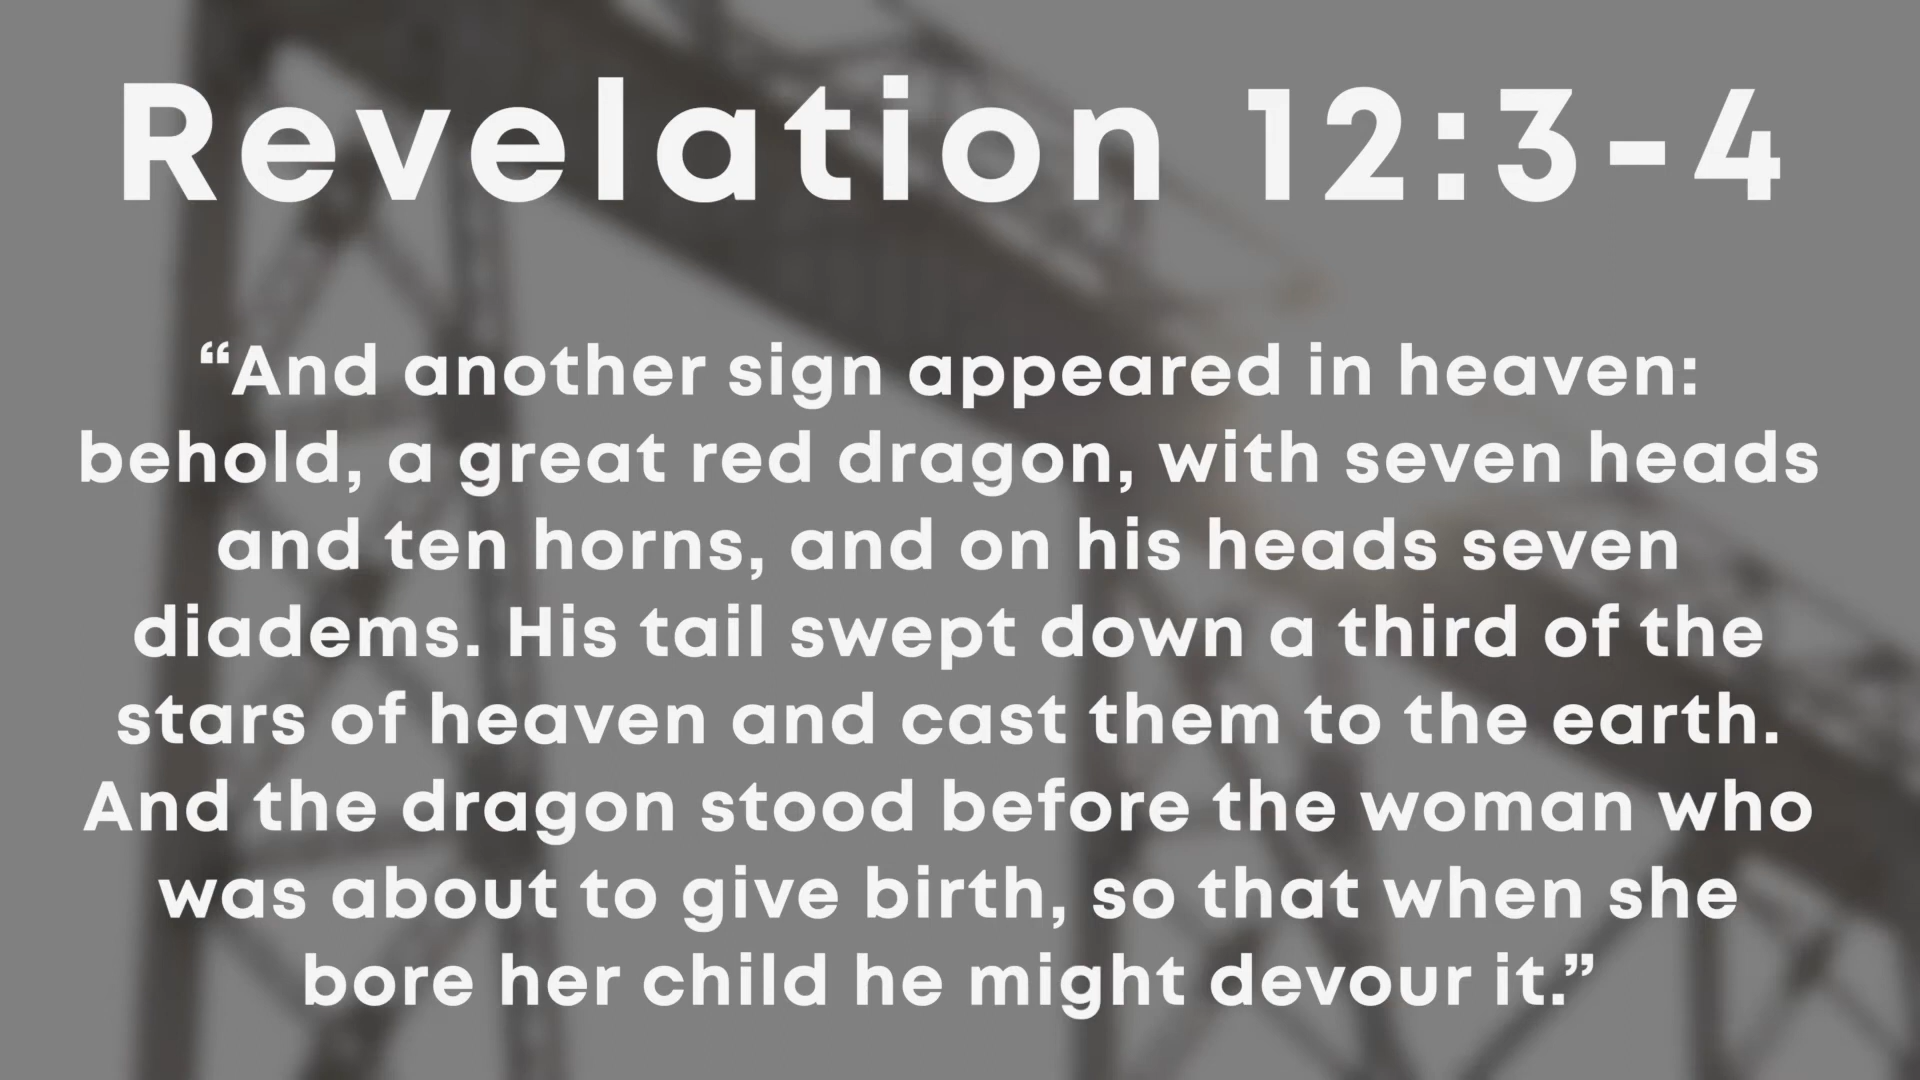 Revelation 12:3-4
“And another sign appeared in heaven:
behold, a great red dragon, with seven heads
and ten horns, and on his heads seven
diadems. His tail swept down a third of the
stars of heaven and cast them to the earth.
And the dragon stood before the woman who
was about to give birth, so that when she
bore her child he might devour it.”